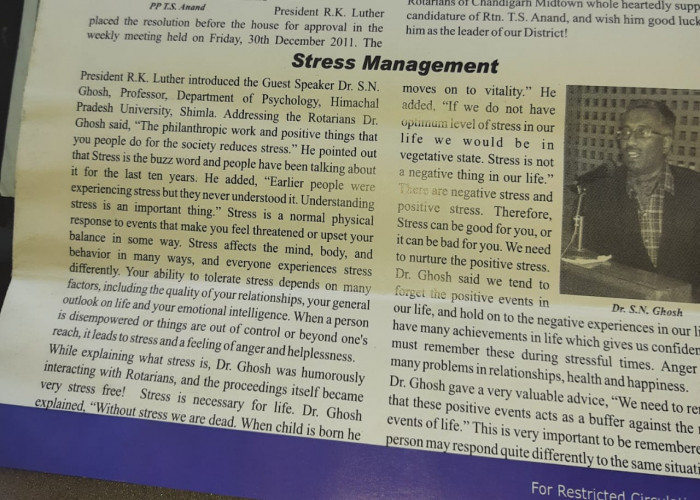 PP T.S. Anand
President R.K. Luther
placed the resolution before the house for approval in the
weekly meeting held on Friday, 30th December 2011. The
Rotarians of Chandigarh Midtown whole heartedly supp
candidature of Rtn. T.S. Anand, and wish him good luck
him as the leader of our District!
Stress Management
President R.K. Luther introduced the Guest Speaker Dr. S.N.
Ghosh, Professor, Department of Psychology, Himachal
Pradesh University, Shimla. Addressing the Rotarians Dr.
Ghosh said, “The philanthropic work and positive things that
you people do for the society reduces stress.” He pointed out
that Stress is the buzz word and people have been talking about
it for the last ten years. He added, “Earlier people were
experiencing stress but they never understood it. Understanding
stress is an important thing.” Stress is a normal physical
response to events that make you feel threatened or upset your
balance in some way. Stress affects the mind, body, and
behavior in many ways, and everyone experiences stress
differently. Your ability to tolerate stress depends on many
factors, including the quality of your relationships, your general
outlook on life and your emotional intelligence. When a person
is disempowered or things are out of control or beyond one's
reach, it leads to stress and a feeling of anger and helplessness.
While explaining what stress is, Dr. Ghosh was humorously
interacting with Rotarians, and the proceedings itself became
very stress free! Stress is necessary for life. Dr. Ghosh
explained, “Without stress we are dead. When child is born he
moves on to vitality.” He
added, “If we do not have
optimum level of stress in our
life we would be in
vegetative state. Stress is not
a negative thing in our life.”
There are negative stress and
positive stress. Therefore,
Stress can be good for you, or
it can be bad for you. We need
to nurture the positive stress.
Dr. Ghosh said we tend to
forget the positive events in
our life, and hold on to the negative experiences in our li
have many achievements in life which gives us confiden
must remember these during stressful times. Anger
many problems in relationships, health and happiness.
Dr. Ghosh gave a very valuable advice, “We need to re
that these positive events acts as a buffer against the
events of life.” This is very important to be remembere
person may respond quite differently to the same situati
Dr. S.N. Ghosh
For Restricted Circula